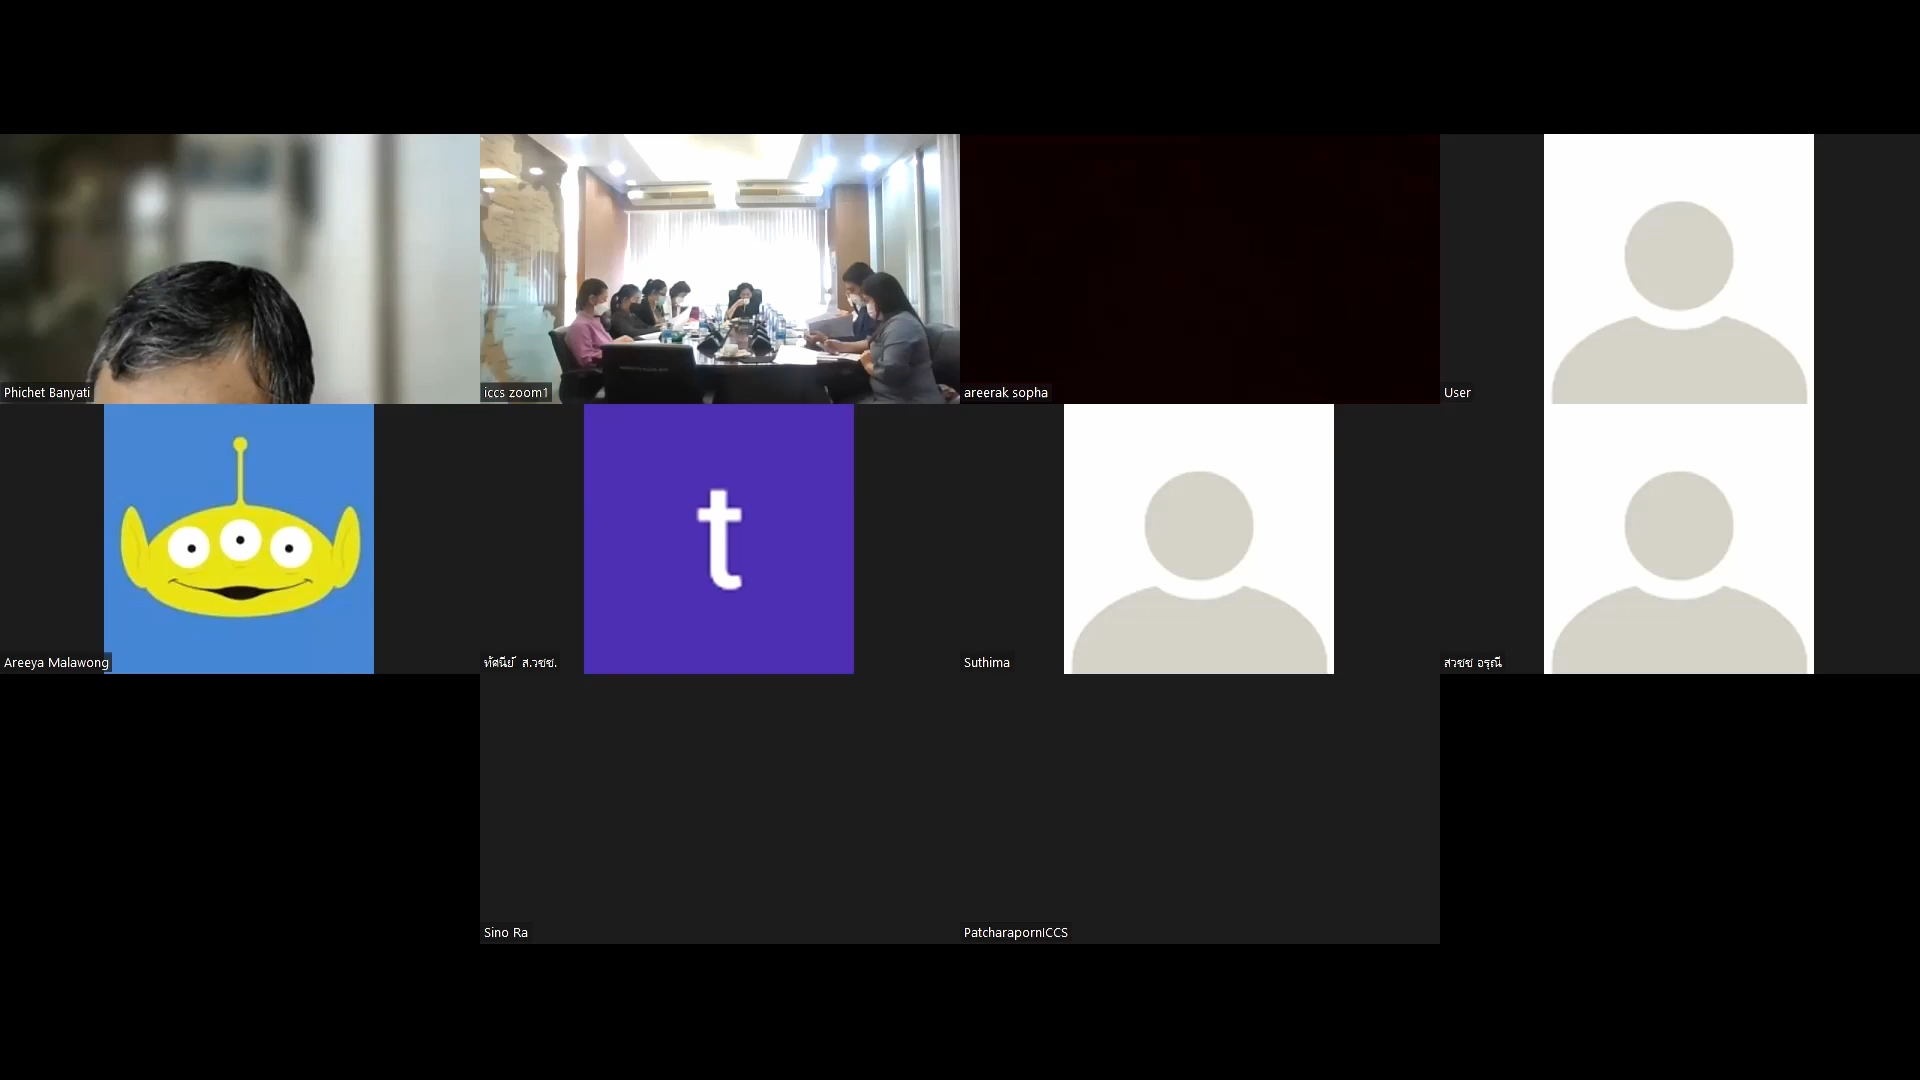 Phichet Banyati
iccs zoom1
areerak sopha
User
Areeya Malawong
t
ทัศนีย์ ส.วชช.
Suthima
สวชช อรุณี
Sino Ra
PatcharapornICCS